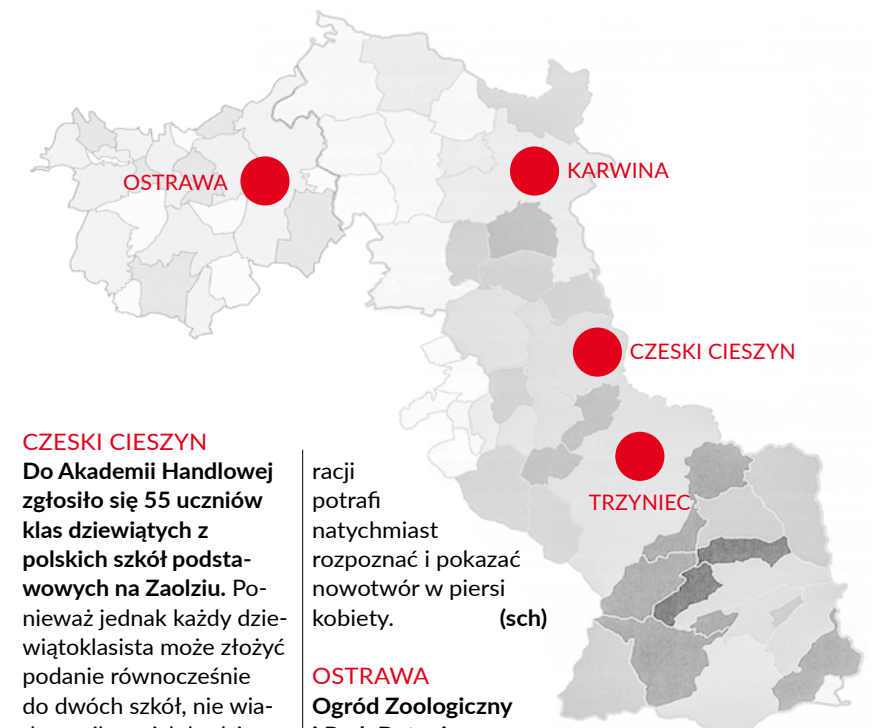 OSTRAWA
KARWINA
CZESKI CIESZYN
TRZYNIEC
CZESKI CIESZYN
Do Akademii Handlowej
zgłosiło się 55 uczniów
klas dziewiątych z
polskich szkół podsta-
wowych na Zaolziu. Po-
nieważ jednak każdy dzie-
wiątoklasista może złożyć
podanie równocześnie
do dwóch szkół, nie wia-
racji
potrafi
natychmiast
rozpoznać i pokazać
nowotwór w piersi
kobiety. (sch)
OSTRAWA
Ogród Zoologiczny